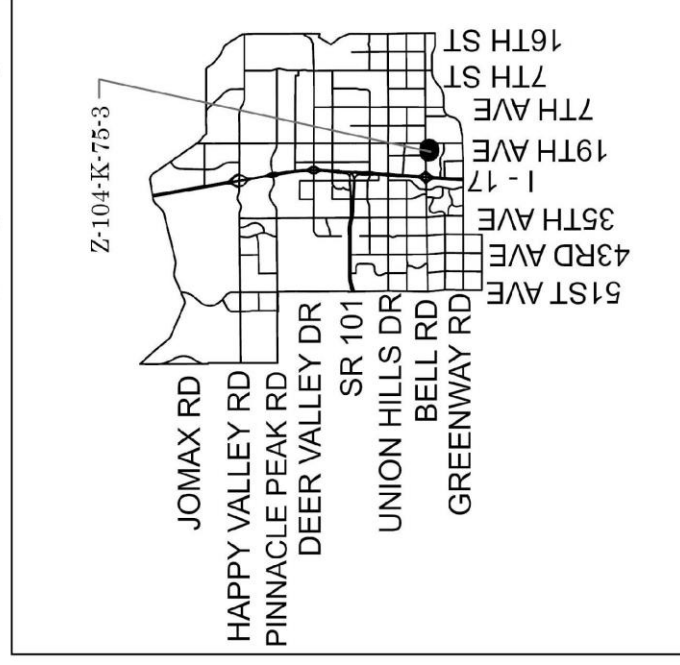 Z-104-K-75-3
16TH ST
7TH ST
7TH AVE
19TH AVE
I - 17
35TH AVE
43RD AVE
51ST AVE
JOMAX RD
HAPPY VALLEY RD
PINNACLE PEAK RD
DEER VALLEY DR
SR 101
UNION HILLS DR
BELL RD
GREENWAY RD